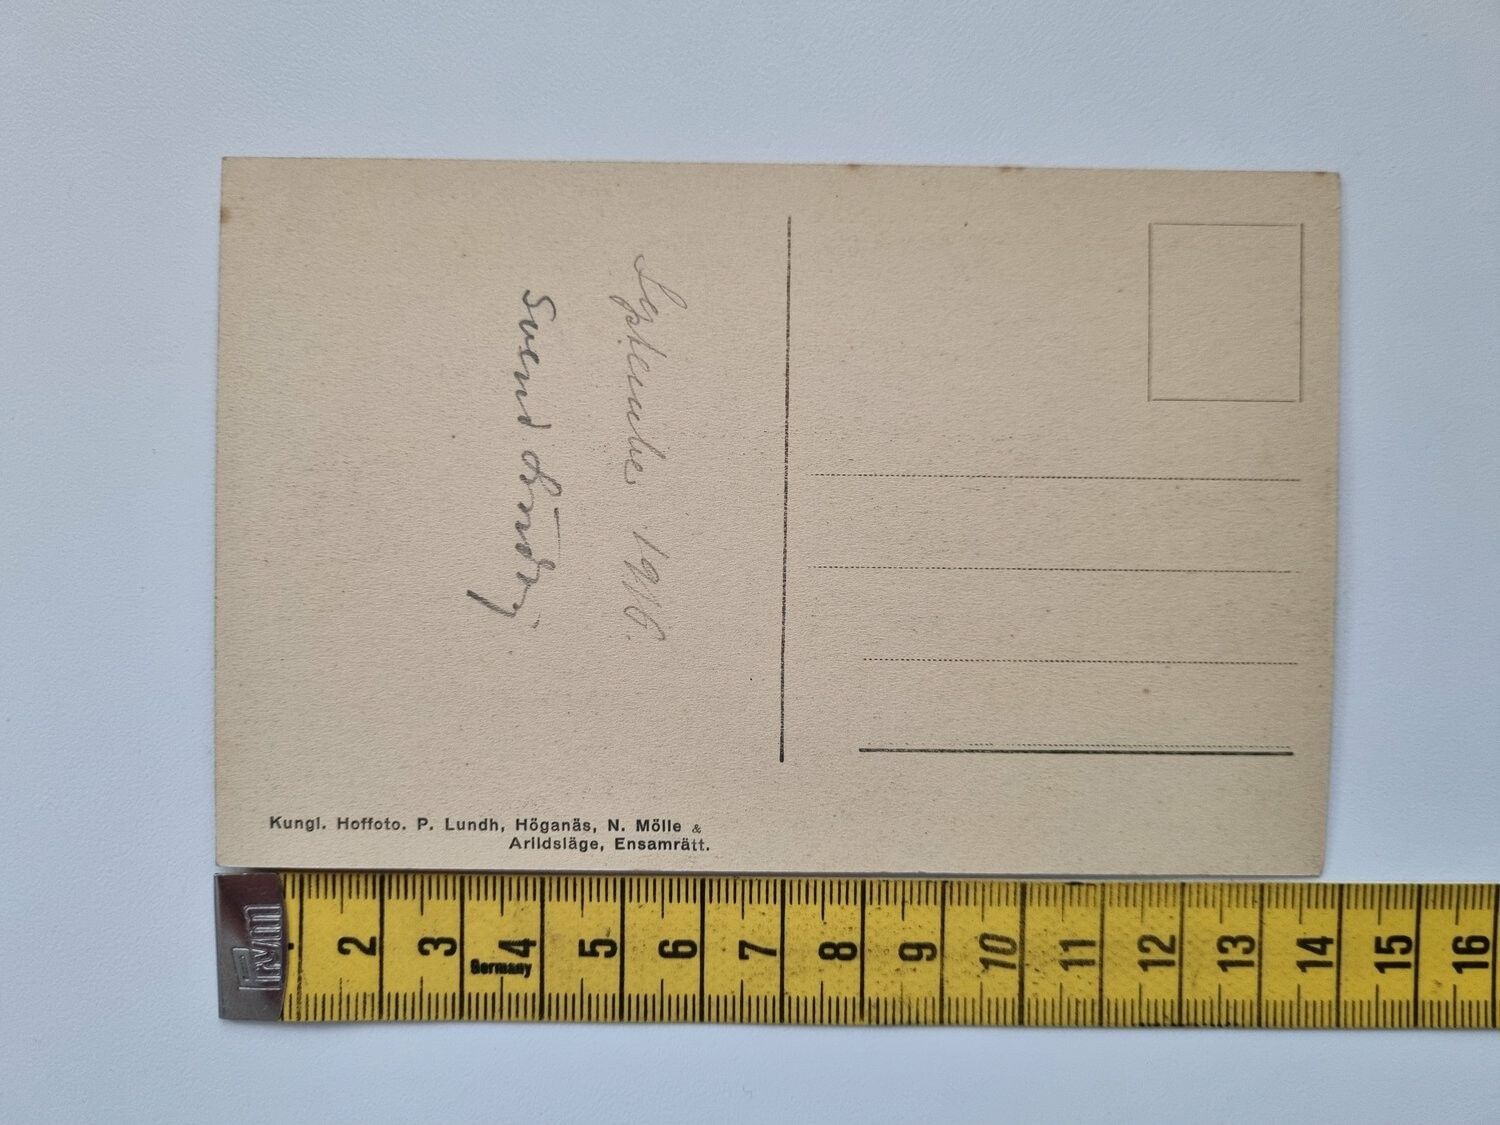 September 1916.
Svend
Kungl. Hoffoto. P. Lundh, Höganäs, N. Mölle &
Arildsläge, Ensamrätt.
2 3 4 5 6 7 8 9 10 11 12 13 14 15 16
Germany